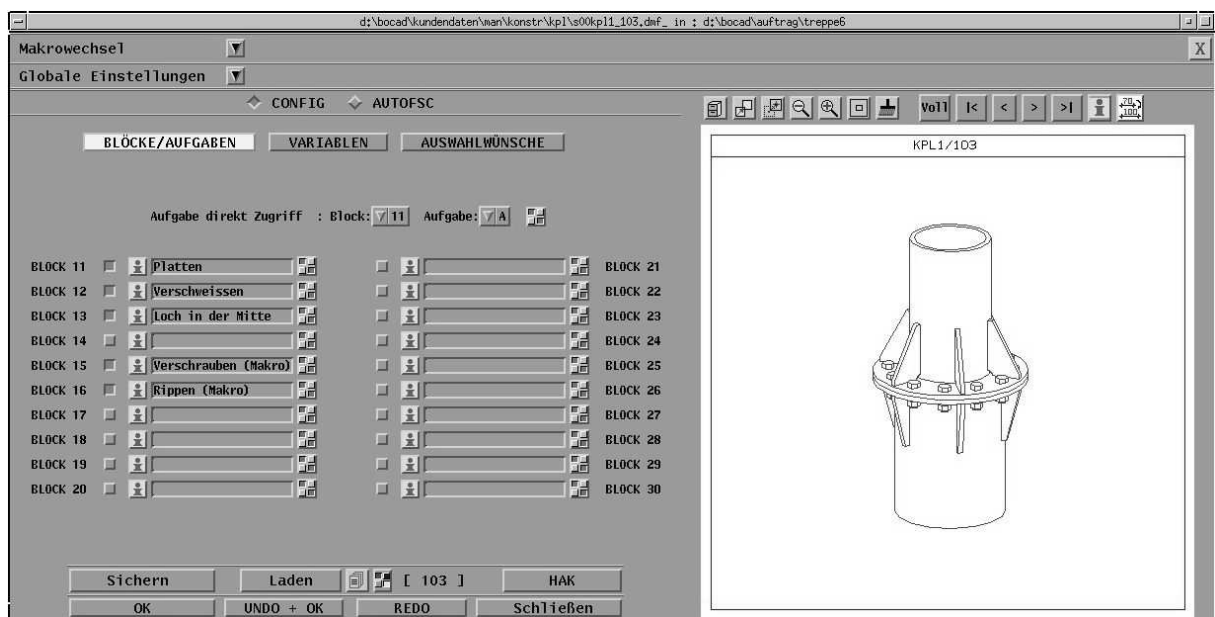 d:\bocad\kundendaten\man\konstr\kpl\s00kpl1_103.dmf_ in : d:\bocad\auftrag\treppe6
Makrowechsel
X
Globale Einstellungen
CONFIG AUTOFSC
Voll |< < > >| 70 100
BLÖCKE/AUFGABEN VARIABLEN AUSWAHLWÜNSCHE
KPL1/103
Aufgabe direkt Zugriff : Block: 11 Aufgabe: A
BLOCK 11 Platten BLOCK 21
BLOCK 12 Verschweissen BLOCK 22
BLOCK 13 Loch in der Mitte BLOCK 23
BLOCK 14 BLOCK 24
BLOCK 15 Verschrauben (Makro) BLOCK 25
BLOCK 16 Rippen (Makro) BLOCK 26
BLOCK 17 BLOCK 27
BLOCK 18 BLOCK 28
BLOCK 19 BLOCK 29
BLOCK 20 BLOCK 30
Sichern Laden [ 103 ] HAK
OK UNDO + OK REDO Schließen